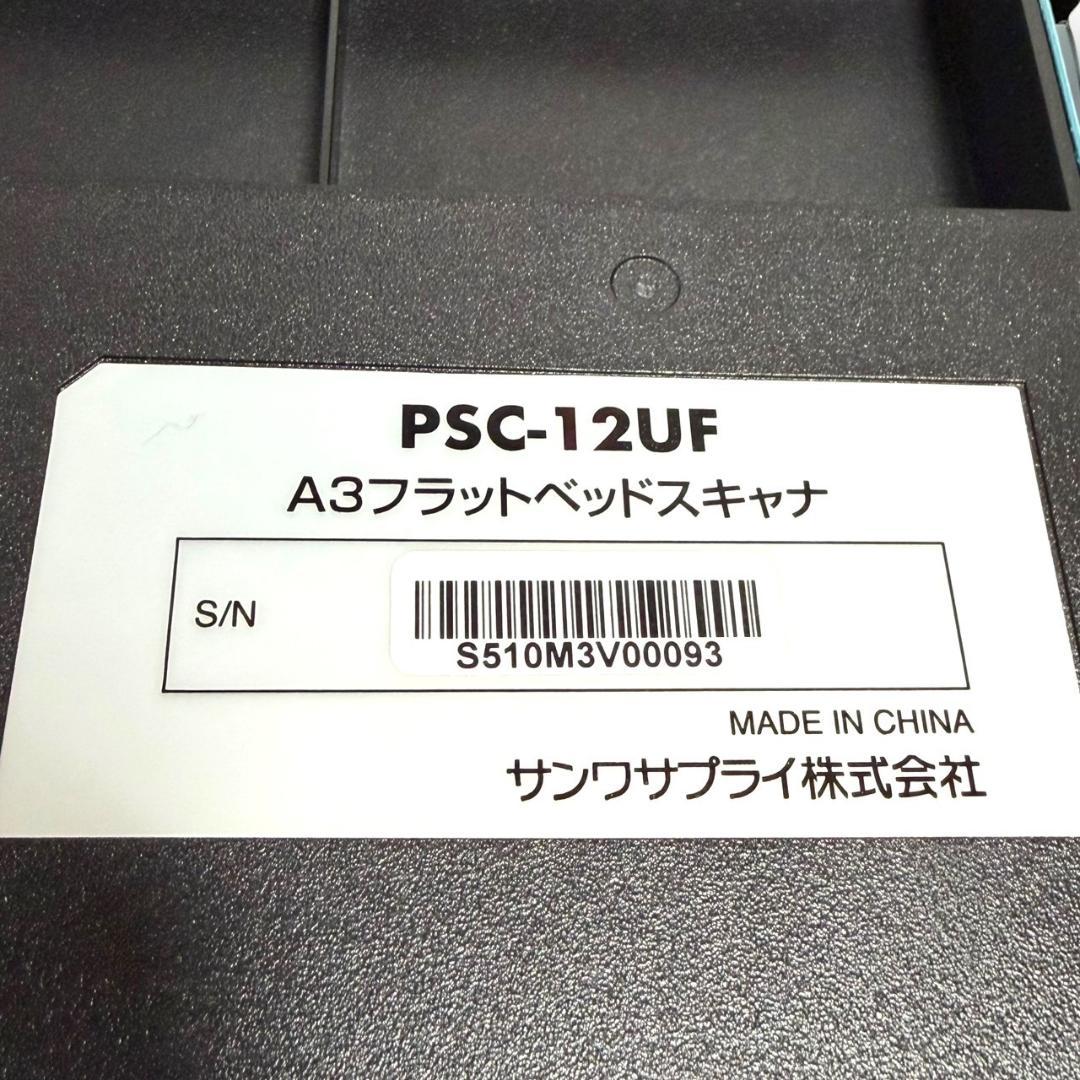 PSC-12UF
A3フラットベッドスキャナ
S/N
S510M3V00093
MADE IN CHINA
サンワサプライ株式会社